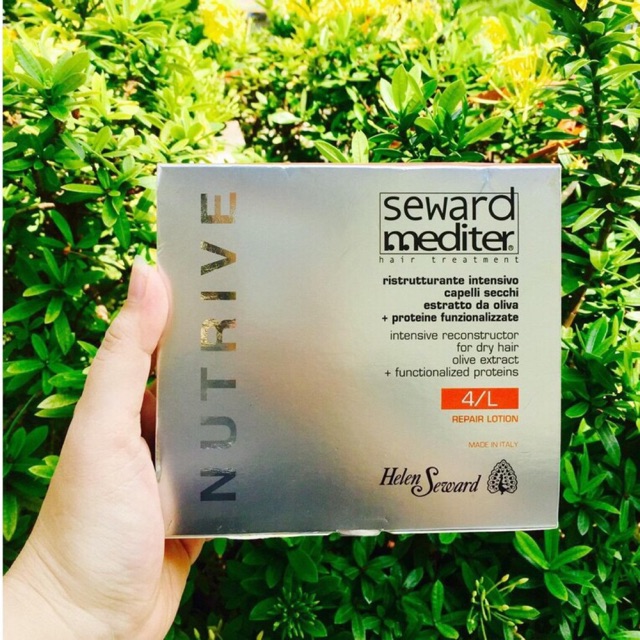 NUTRIVE
seward
mediter®
hair treatment
ristrutturante intensivo
capelli secchi
estratto da oliva
+ proteine funzionalizzate
intensive reconstructor
for dry hair
olive extract
+ functionalized proteins
4/L
REPAIR LOTION
MADE IN ITALY
Helen Seward